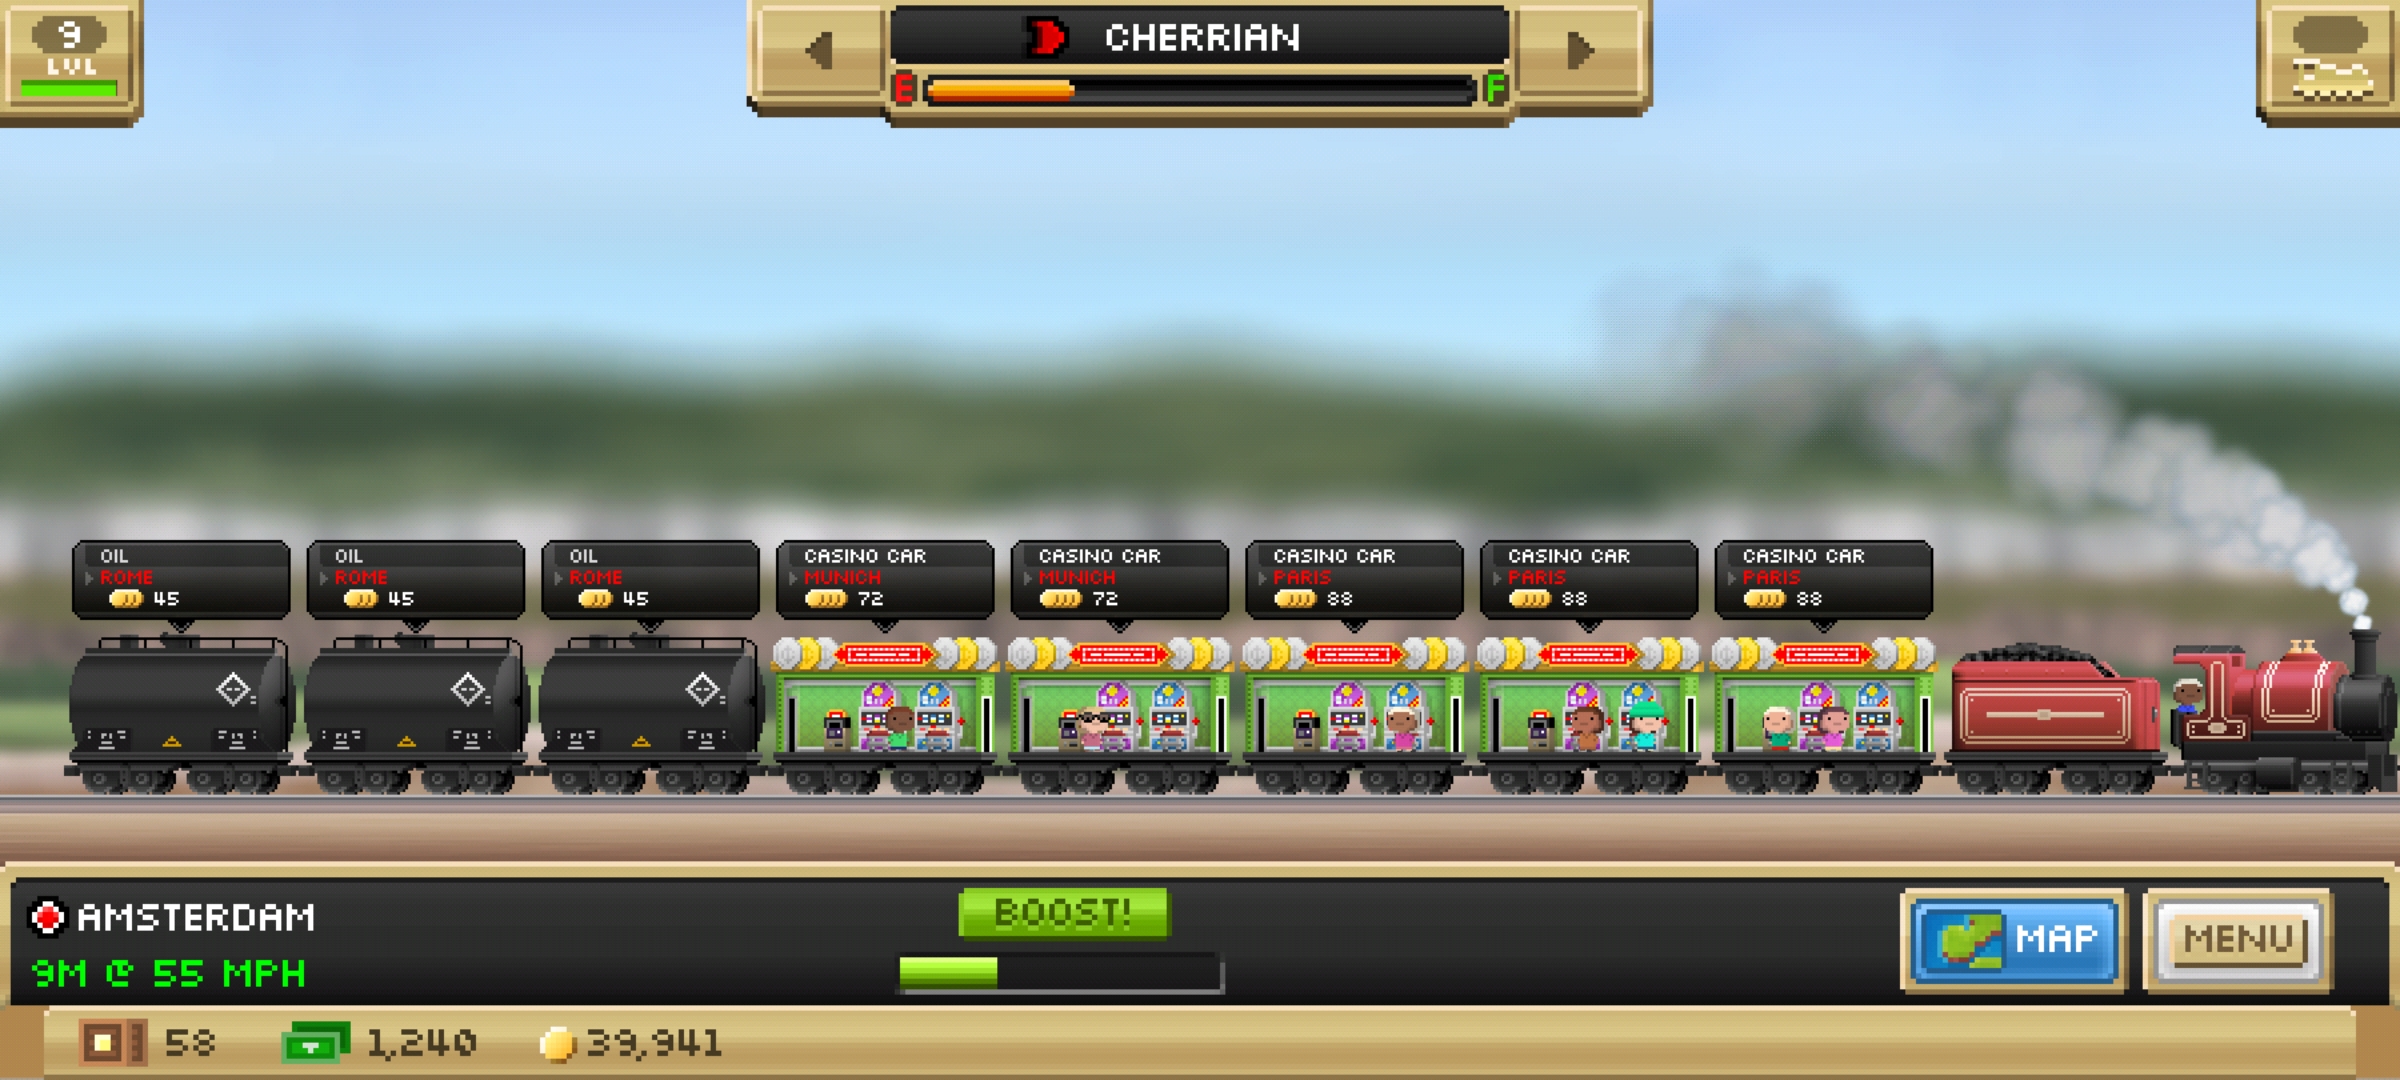 9
LVL
CHERRIAN
E
F
OIL
ROME
45
OIL
ROME
45
OIL
ROME
45
CASINO CAR
MUNICH
72
CASINO CAR
MUNICH
72
CASINO CAR
PARIS
88
CASINO CAR
PARIS
88
CASINO CAR
PARIS
88
AMSTERDAM
9M @ 55 MPH
BOOST!
MAP
MENU
58
1,240
39,941